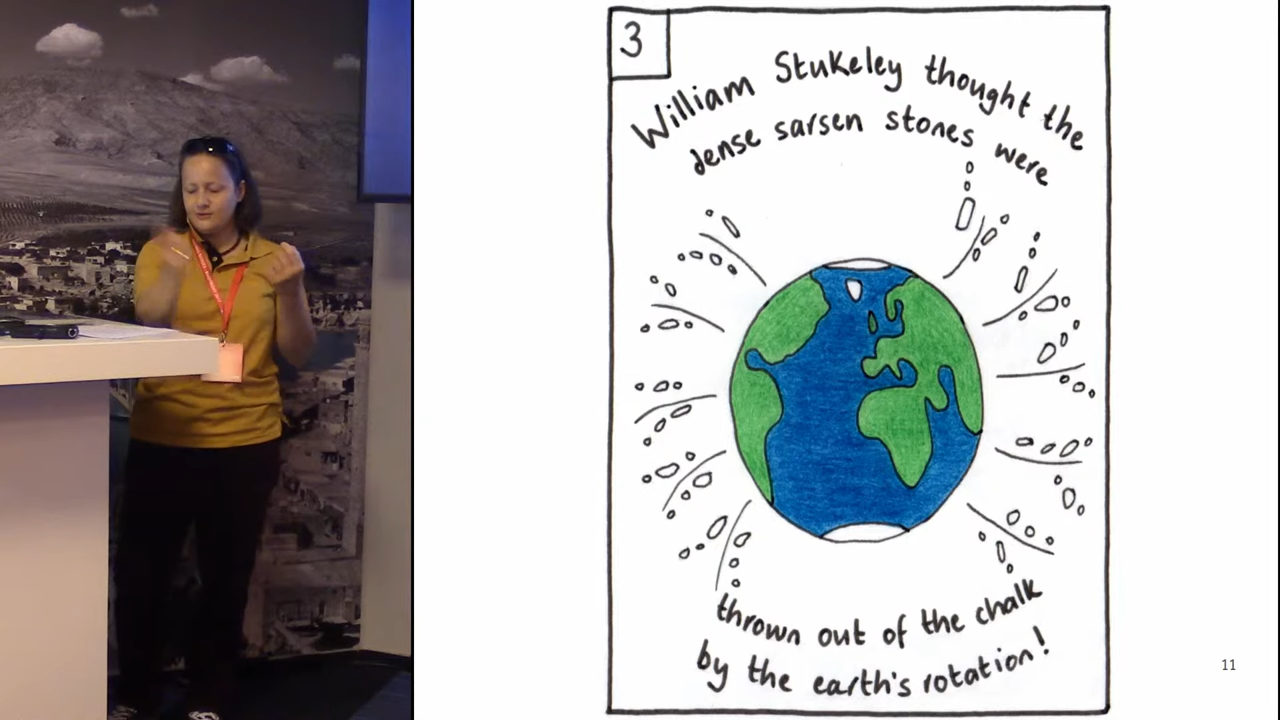 3
William Stukeley thought the
dense sarsen stones were
thrown out of the chalk
by the earth's rotation!
11